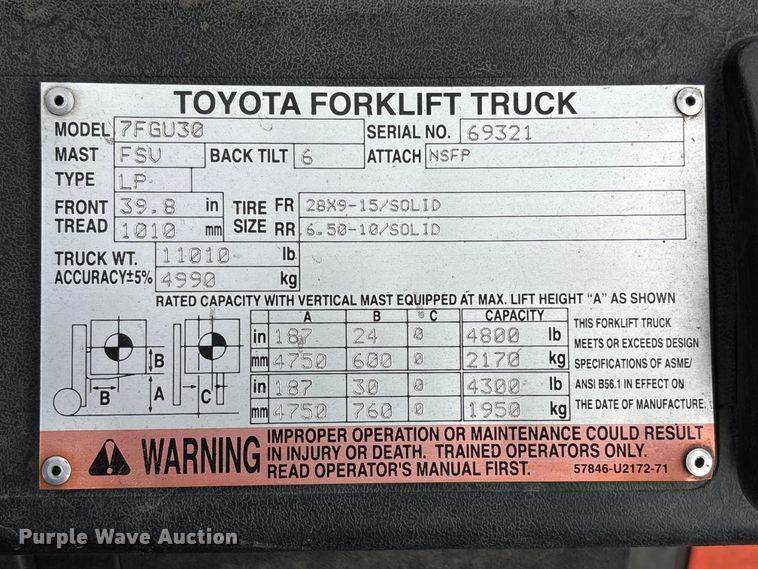 TOYOTA FORKLIFT TRUCK
MODEL 7FGU30 SERIAL NO. 69321
MAST FSV BACK TILT 6 ATTACH NSFP
TYPE LP
FRONT TREAD 39.8 in TIRE SIZE FR 28X9-15/SOLID
1010 mm RR 6.50-10/SOLID
TRUCK WT. 11010 lb
ACCURACY±5% 4990 kg
RATED CAPACITY WITH VERTICAL MAST EQUIPPED AT MAX. LIFT HEIGHT "A" AS SHOWN
A B C CAPACITY
in 187 24 0 4800 lb
mm 4750 600 0 2170 kg
in 187 30 0 4300 lb
mm 4750 760 0 1950 kg
B B A C
THIS FORKLIFT TRUCK
MEETS OR EXCEEDS DESIGN
SPECIFICATIONS OF ASME/
ANSI B56.1 IN EFFECT ON
THE DATE OF MANUFACTURE.
WARNING
IMPROPER OPERATION OR MAINTENANCE COULD RESULT
IN INJURY OR DEATH. TRAINED OPERATORS ONLY.
READ OPERATOR'S MANUAL FIRST. 57846-U2172-71
Purple Wave Auction